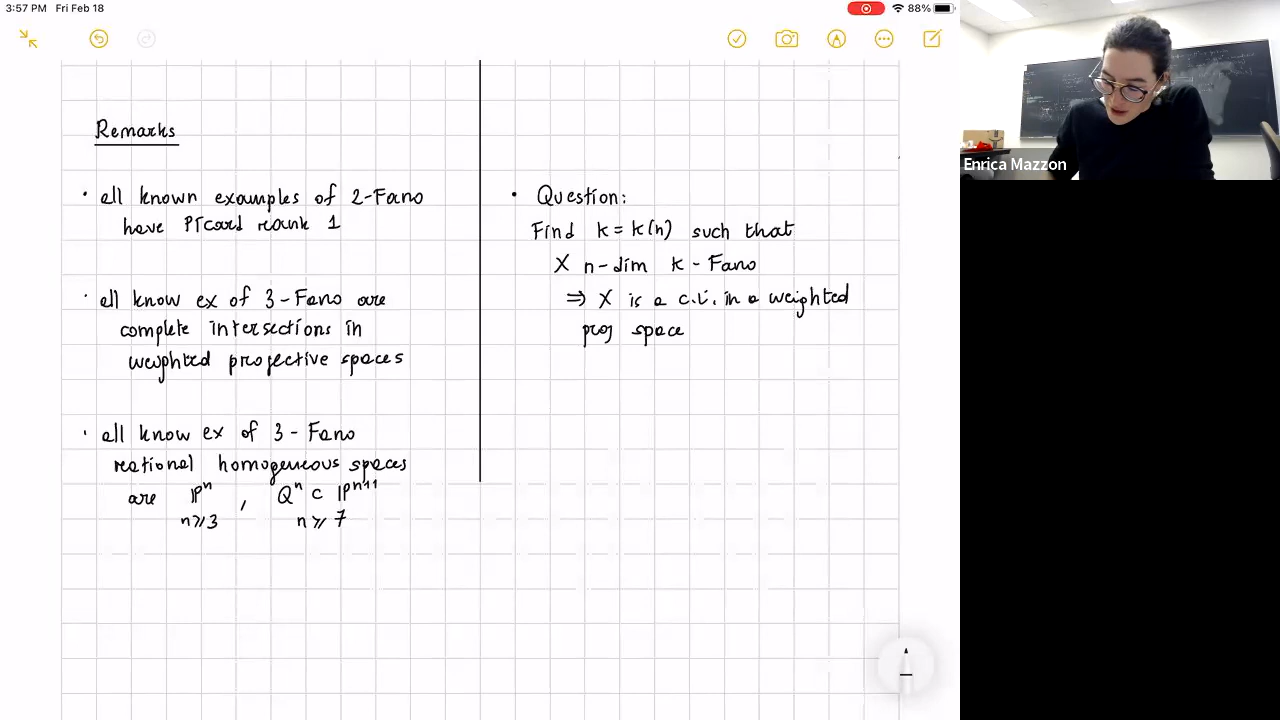 3:57 PM Fri Feb 18
88%
Remarks
• all known examples of 2-Fano
have Picard rank 1
• all know ex of 3-Fano are
complete intersections in
weighted projective spaces
• all know ex of 3-Fano
rational homogeneous spaces
are ℙⁿ, Qⁿ ⊂ ℙⁿ⁺¹
n⩾3 n⩾7
• Question:
Find k = k(n) such that
X n-dim k-Fano
⇒ X is a c.i. in a weighted
proj space
Enrica Mazzon